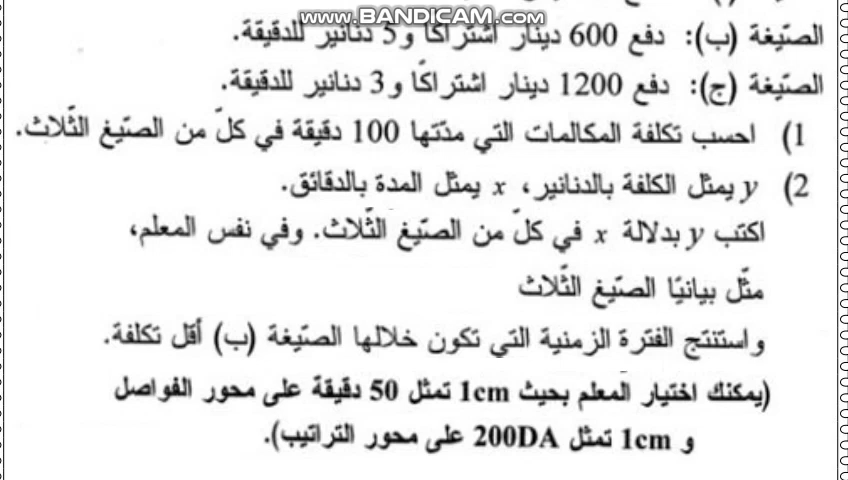 WWW.BANDICAM.COM
الصّيغة (ب): دفع 600 دينار اشتراكا و 5 دنانير للدقيقة.
الصّيغة (ج): دفع 1200 دينار اشتراكا و 3 دنانير للدقيقة.
1) احسب تكلفة المكالمات التي مدّتها 100 دقيقة في كلّ من الصّيغ الثّلاث.
2) y يمثل الكلفة بالدنانير، x يمثل المدة بالدقائق.
اكتب y بدلالة x في كلّ من الصّيغ الثّلاث. وفي نفس المعلم،
مثّل بيانيّا الصّيغ الثّلاث
و استنتج الفترة الزمنية التي تكون خلالها الصّيغة (ب) أقل تكلفة.
(يمكنك اختيار المعلم بحيث 1cm تمثل 50 دقيقة على محور الفواصل
و 1cm تمثل 200DA على محور التراتيب).